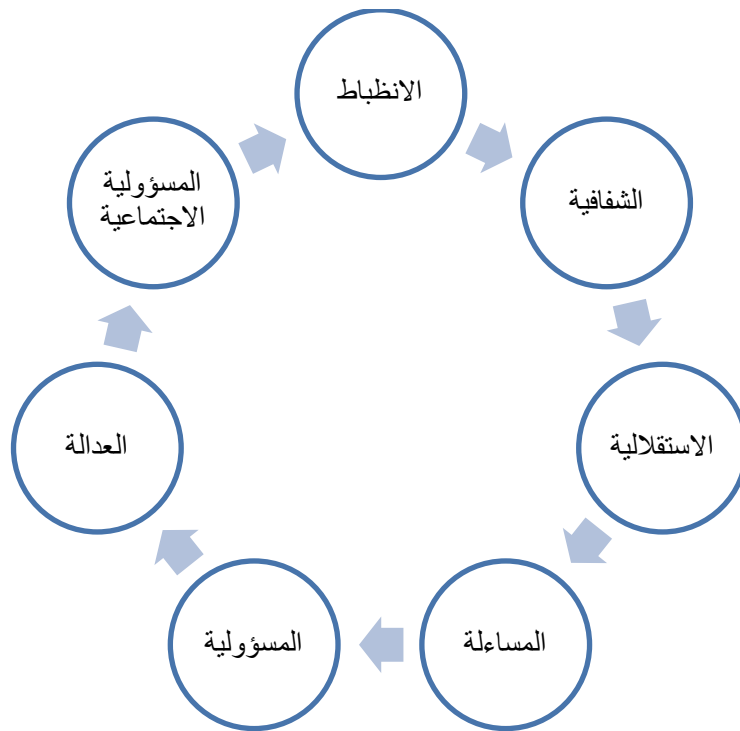 الانظباط
الشفافية
الاستقلالية
المساءلة
المسؤولية
العدالة
المسؤولية
الاجتماعية